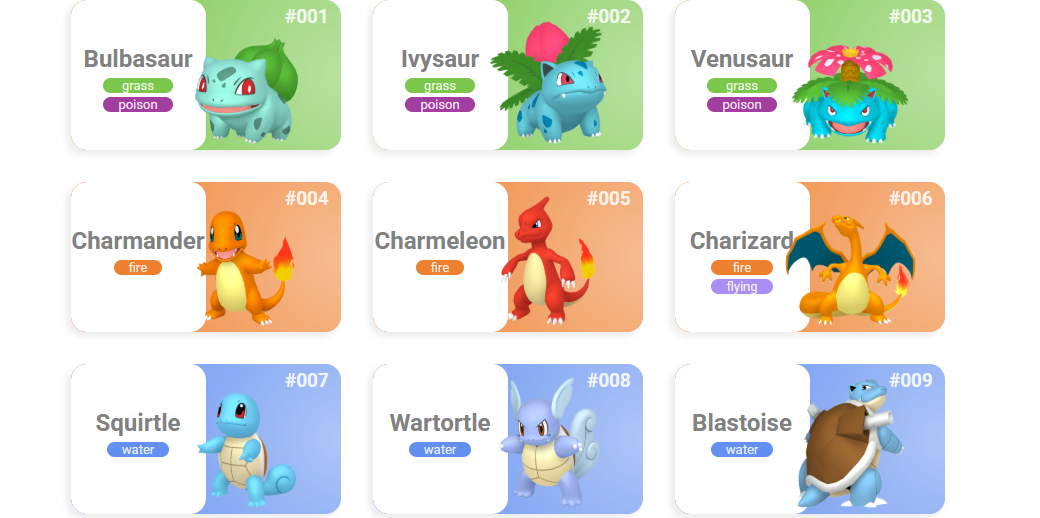 #001
Bulbasaur
grass
poison
#002
Ivysaur
grass
poison
#003
Venusaur
grass
poison
#004
Charmander
fire
#005
Charmeleon
fire
#006
Charizard
fire
flying
#007
Squirtle
water
#008
Wartortle
water
#009
Blastoise
water